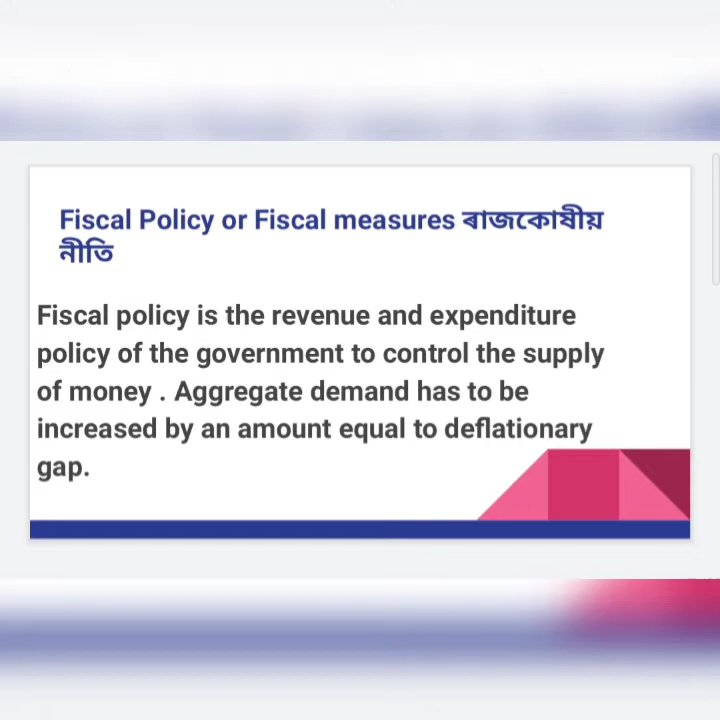 Fiscal Policy or Fiscal measures ৰাজকোষীয়
নীতি
Fiscal policy is the revenue and expenditure
policy of the government to control the supply
of money . Aggregate demand has to be
increased by an amount equal to deflationary
gap.